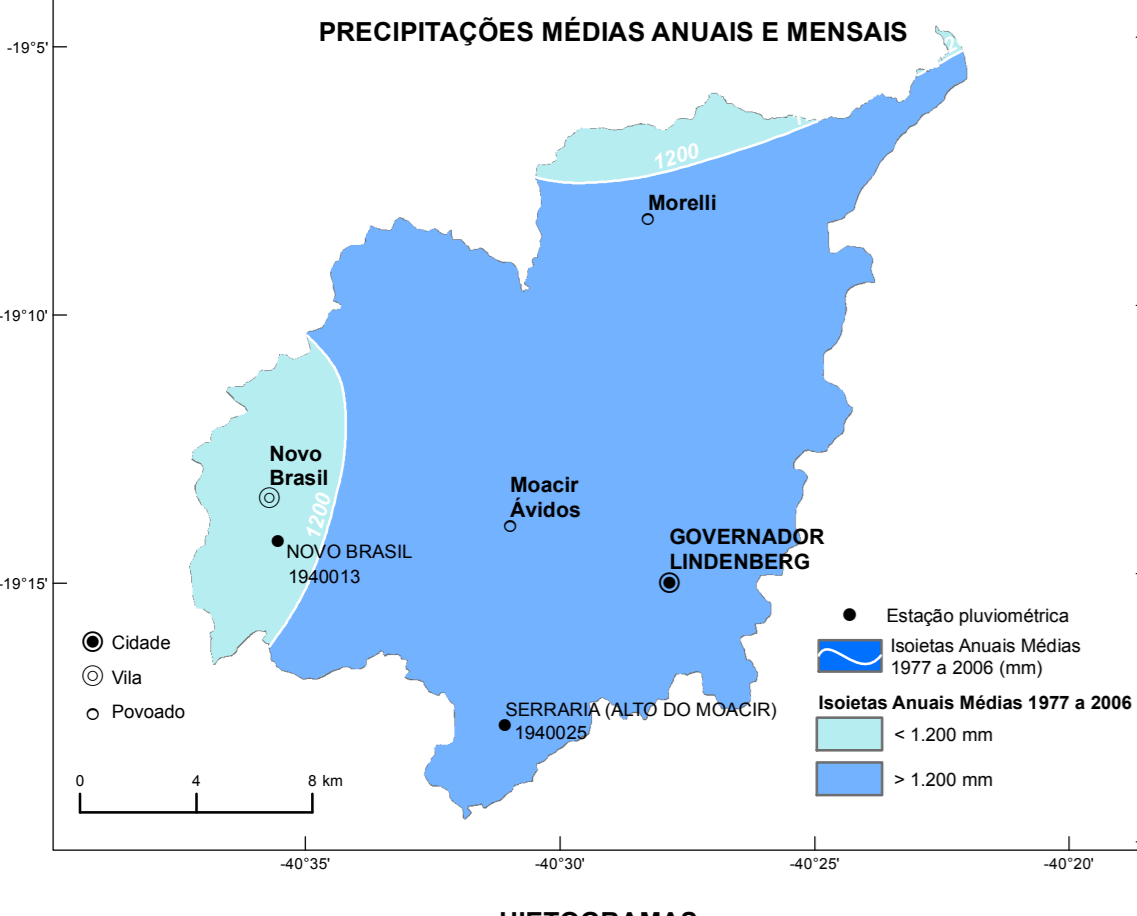 PRECIPITAÇÕES MÉDIAS ANUAIS E MENSAIS
-19°5'
1200
Morelli
-19°10'
Novo
Brasil
1200
Moacir
Ávidos
NOVO BRASIL
1940013
GOVERNADOR
LINDENBERG
-19°15'
Cidade
Vila
Povoado
SERRARIA (ALTO DO MOACIR)
1940025
Estação pluviométrica
Isoietas Anuais Médias
1977 a 2006 (mm)
Isoietas Anuais Médias 1977 a 2006
< 1.200 mm
> 1.200 mm
0 4 8 km
-40°35' -40°30' -40°25' -40°20'
HIETOGRAMAS